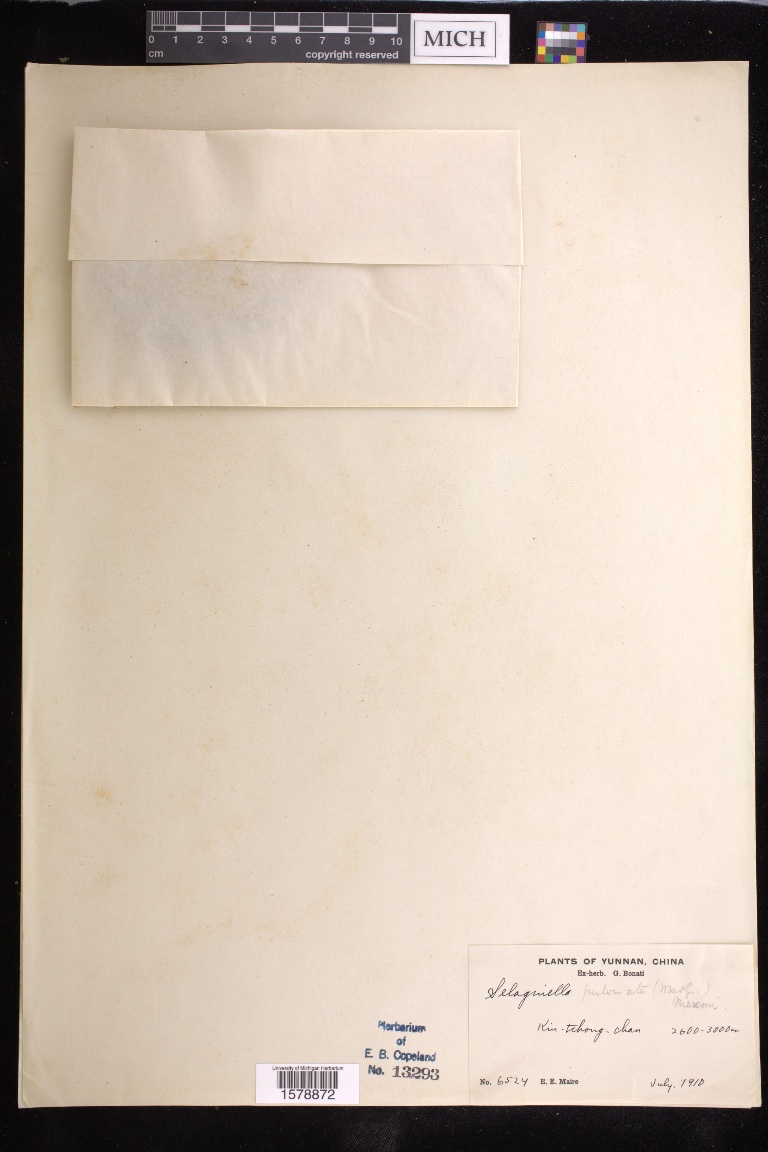 0 1 2 3 4 5 6 7 8 9 10
cm copyright reserved
MICH
PLANTS OF YUNNAN, CHINA
Ex-herb. G. Bonati
Selaginella pulvinata
Maxim.
Kiu-tchong-chan 2600-3000m
No. 6524 E. E. Maire July, 1910
Herbarium
of
E. B. Copeland
No. 13293
University of Michigan Herbarium
1578872